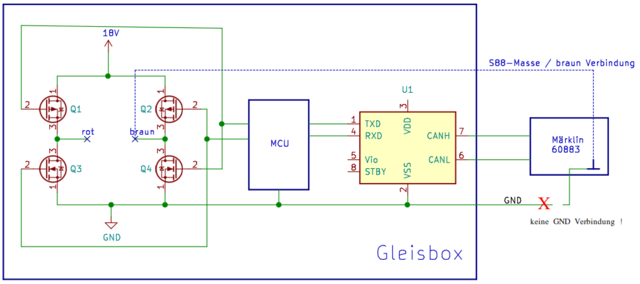 18V
S88-Masse / braun Verbindung
1
1
2
Q1
Q2
2
3
3
rot
braun
3
3
2
Q3
Q4
2
1
1
GND
MCU
U1
3
1
TXD
VDD
4
RXD
CANH
7
5
Vio
CANL
6
8
STBY
VSS
2
Märklin
60883
GND
X
keine GND Verbindung !
Gleisbox